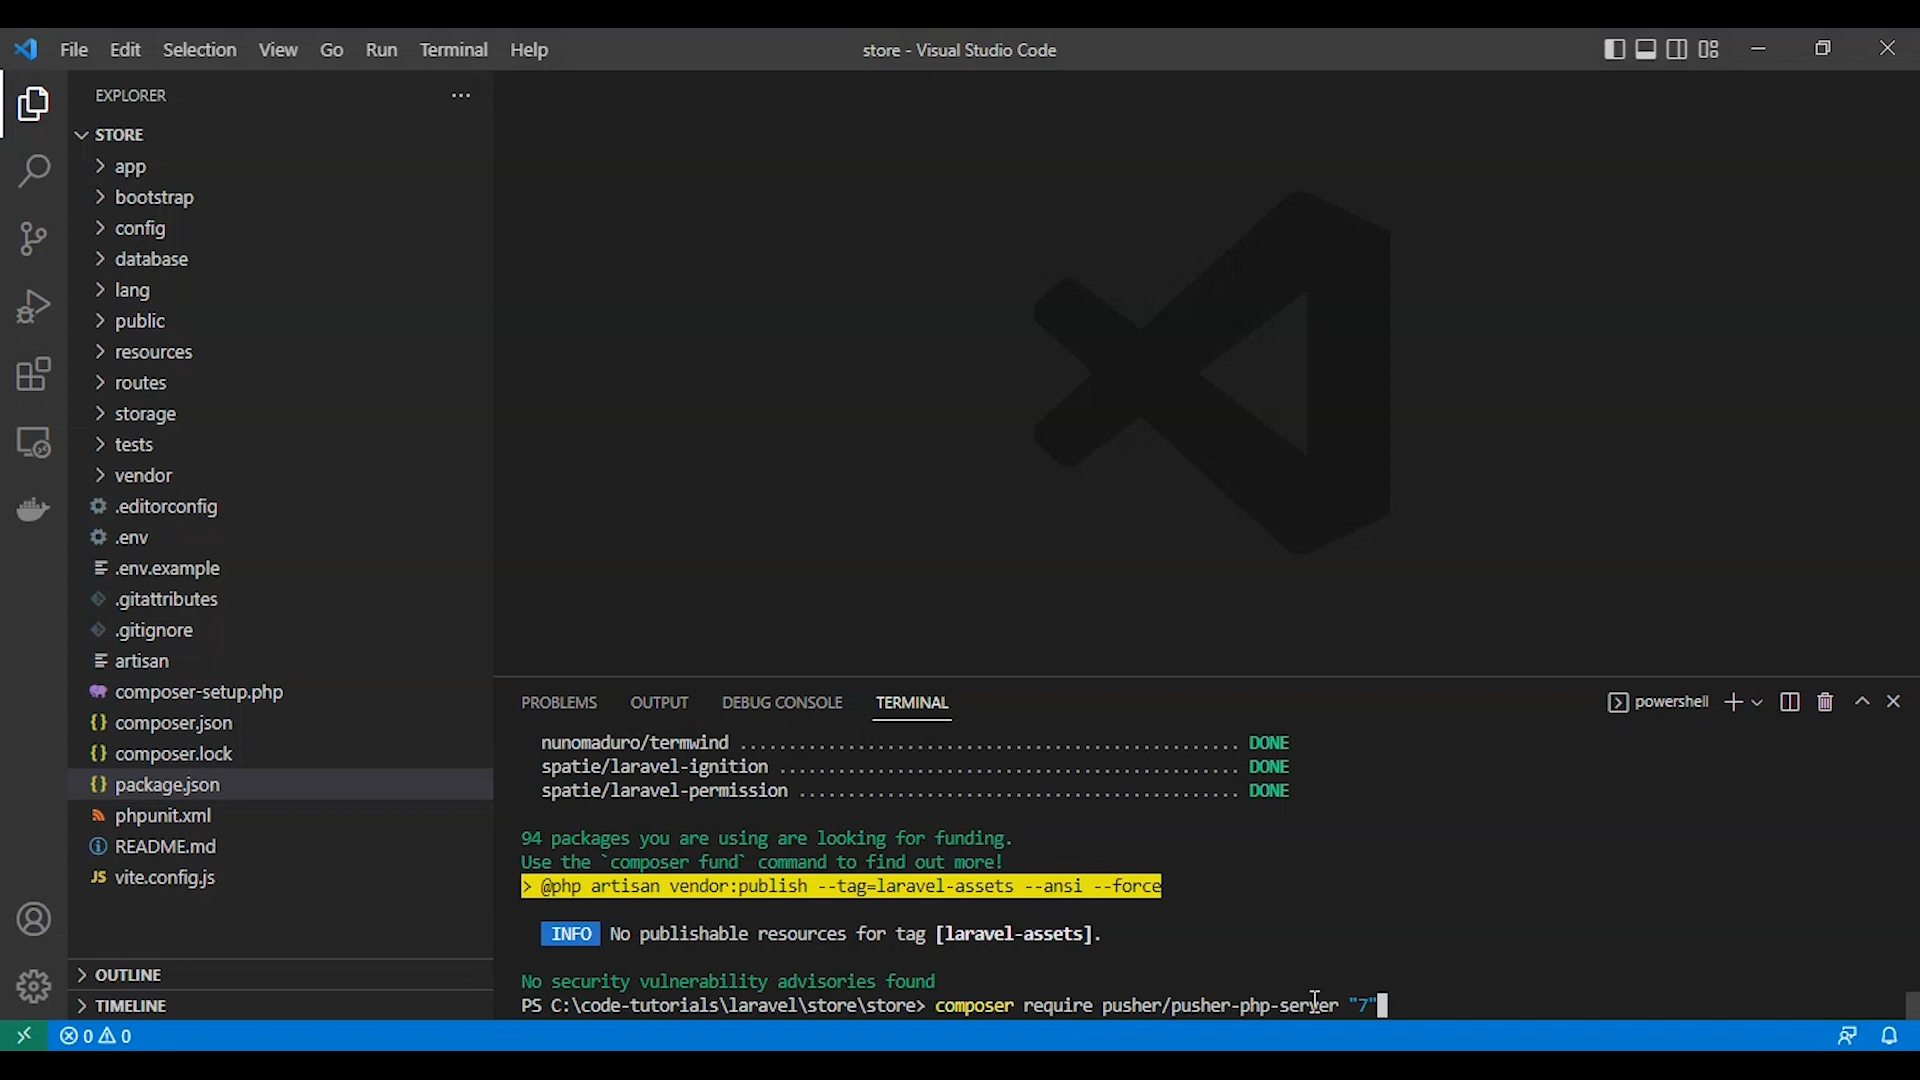 File Edit Selection View Go Run Terminal Help
store - Visual Studio Code
EXPLORER
STORE
app
bootstrap
config
database
lang
public
resources
routes
storage
tests
vendor
.editorconfig
.env
.env.example
.gitattributes
.gitignore
artisan
composer-setup.php
composer.json
composer.lock
package.json
phpunit.xml
README.md
JS vite.config.js
OUTLINE
TIMELINE
PROBLEMS OUTPUT DEBUG CONSOLE TERMINAL
powershell
nunomaduro/termwind .................................................. DONE
spatie/laravel-ignition .............................................. DONE
spatie/laravel-permission ............................................ DONE
94 packages you are using are looking for funding.
Use the `composer fund` command to find out more!
> @php artisan vendor:publish --tag=laravel-assets --ansi --force
INFO No publishable resources for tag [laravel-assets].
No security vulnerability advisories found
PS C:\code-tutorials\laravel\store\store> composer require pusher/pusher-php-server "7"
0 0